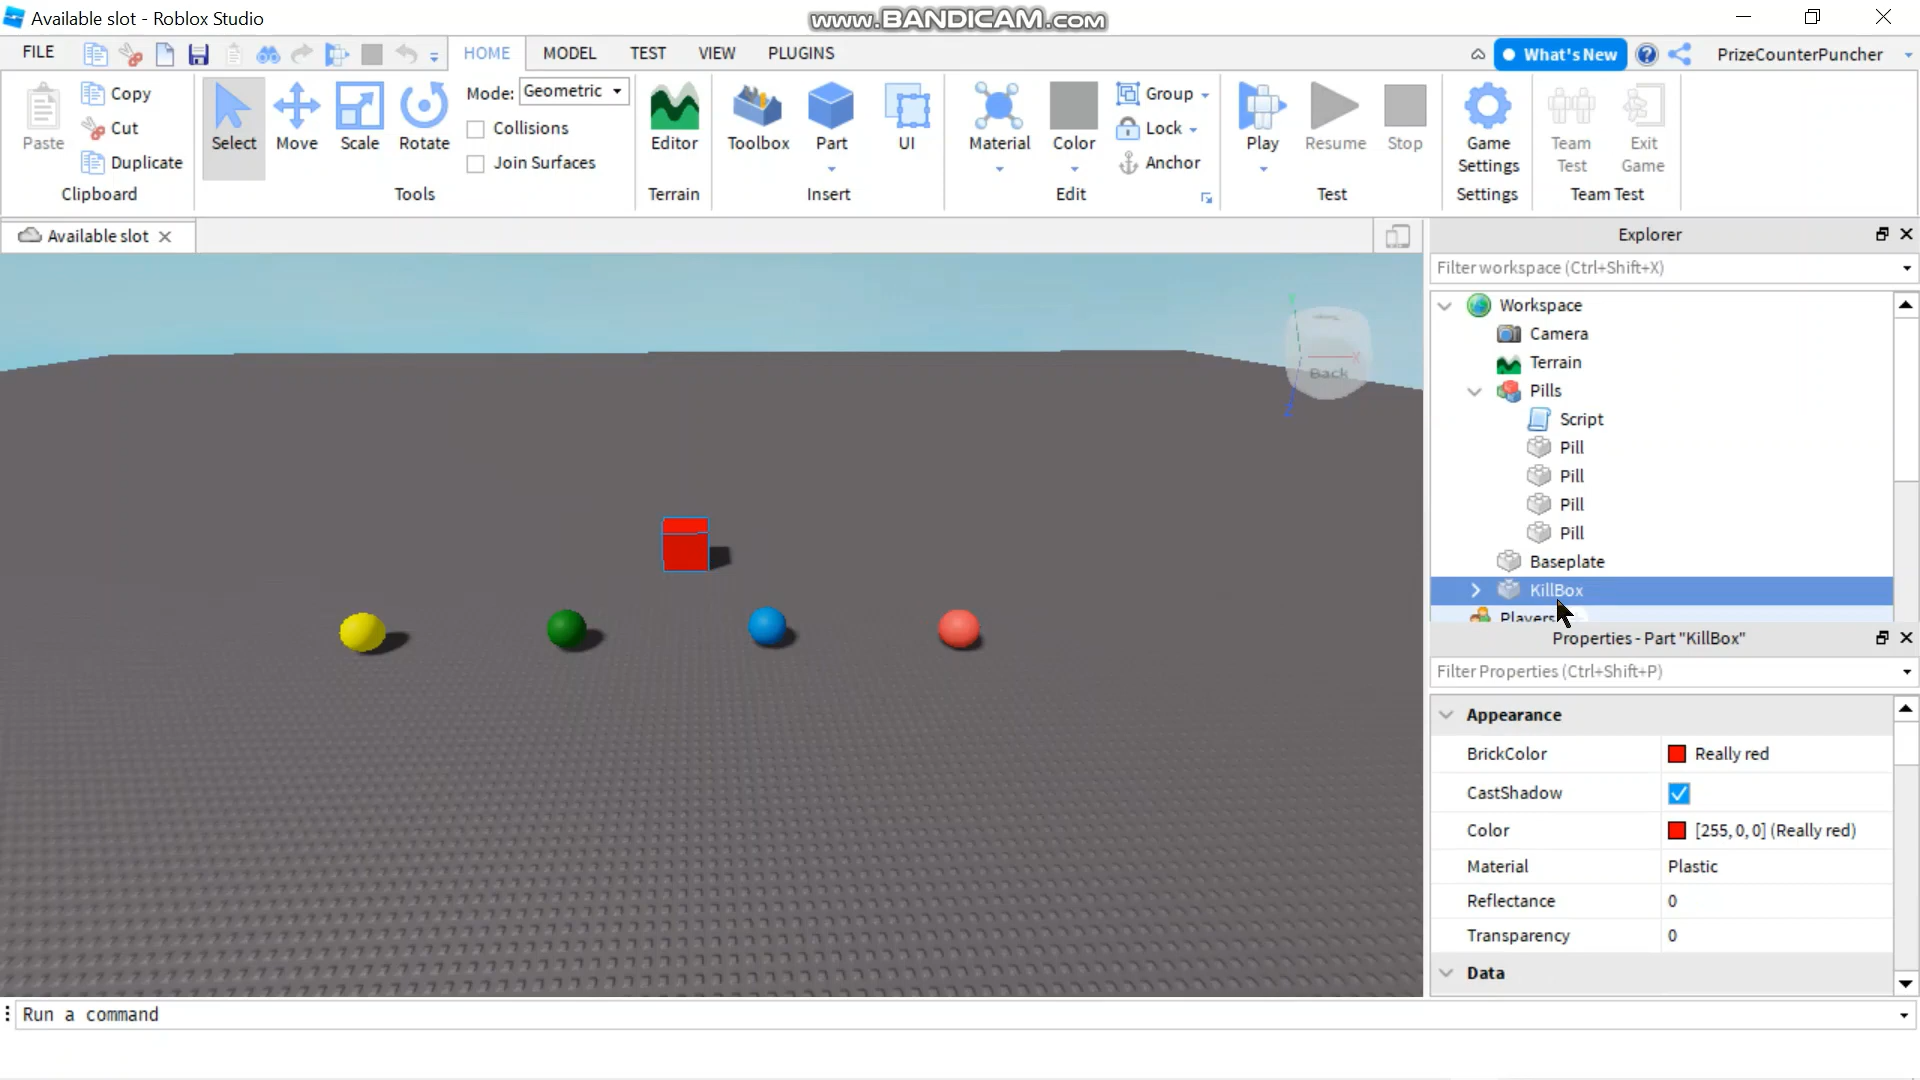 Available slot - Roblox Studio
www.BANDICAM.com
FILE
HOME
MODEL
TEST
VIEW
PLUGINS
What's New
PrizeCounterPuncher
Paste
Copy
Cut
Duplicate
Clipboard
Select
Move
Scale
Rotate
Mode: Geometric
Collisions
Join Surfaces
Tools
Editor
Terrain
Toolbox
Part
UI
Insert
Material
Color
Group
Lock
Anchor
Edit
Play
Resume
Stop
Test
Game
Settings
Settings
Team
Test
Exit
Game
Team Test
Available slot
Back
Explorer
Filter workspace (Ctrl+Shift+X)
Workspace
Camera
Terrain
Pills
Script
Pill
Pill
Pill
Pill
Baseplate
KillBox
Players
Properties - Part "KillBox"
Filter Properties (Ctrl+Shift+P)
Appearance
BrickColor Really red
CastShadow
Color [255, 0, 0] (Really red)
Material Plastic
Reflectance 0
Transparency 0
Data
Run a command